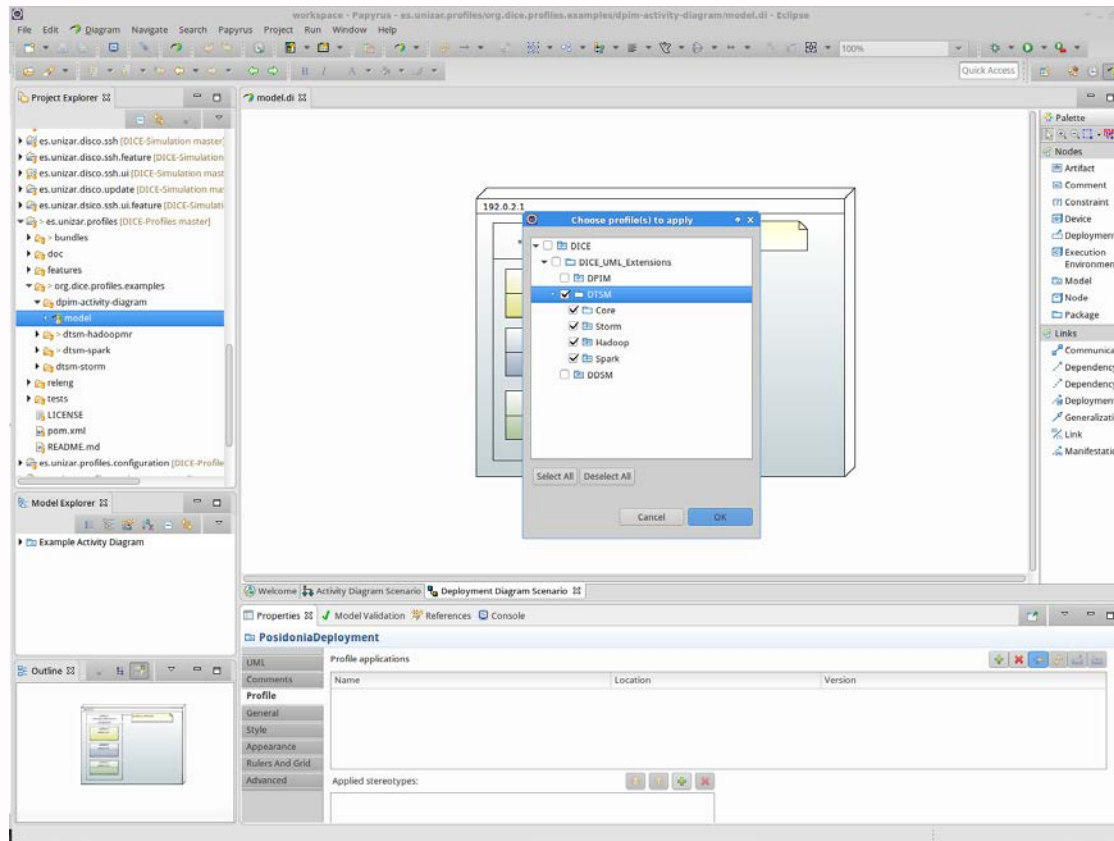 workspace - Papyrus - es.unizar.profiles/org.dice.profiles.examples/dpim-activity-diagram/model.di - Eclipse
File Edit Diagram Navigate Search Papyrus Project Run Window Help
100%
Quick Access
Project Explorer
es.unizar.disco.ssh [DICE-Simulation master]
es.unizar.disco.ssh.feature [DICE-Simulation
es.unizar.disco.ssh.ui [DICE-Simulation mast
es.unizar.disco.update [DICE-Simulation mas
es.unizar.dsico.ssh.ui.feature [DICE-Simulati
> es.unizar.profiles [DICE-Profiles master]
> bundles
> doc
> features
> org.dice.profiles.examples
dpim-activity-diagram
model
> dtsm-hadoopmr
> dtsm-spark
> dtsm-storm
> releng
> tests
LICENSE
pom.xml
README.md
es.unizar.profiles.configuration [DICE-Profile
Model Explorer
Example Activity Diagram
Outline
model.di
192.0.2.1
Choose profile(s) to apply
DICE
DICE_UML_Extensions
DPIM
DTSM
Core
Storm
Hadoop
Spark
DDSM
Select All Deselect All
Cancel OK
Palette
Nodes
Artifact
Comment
Constraint
Device
Deploymen
Execution
Environmen
Model
Node
Package
Links
Communica
Dependency
Dependency
Deploymen
Generalizati
Link
Manifestatio
Welcome Activity Diagram Scenario Deployment Diagram Scenario
Properties Model Validation References Console
PosidoniaDeployment
UML
Comments
Profile
General
Style
Appearance
Rulers And Grid
Advanced
Profile applications
Name Location Version
Applied stereotypes: